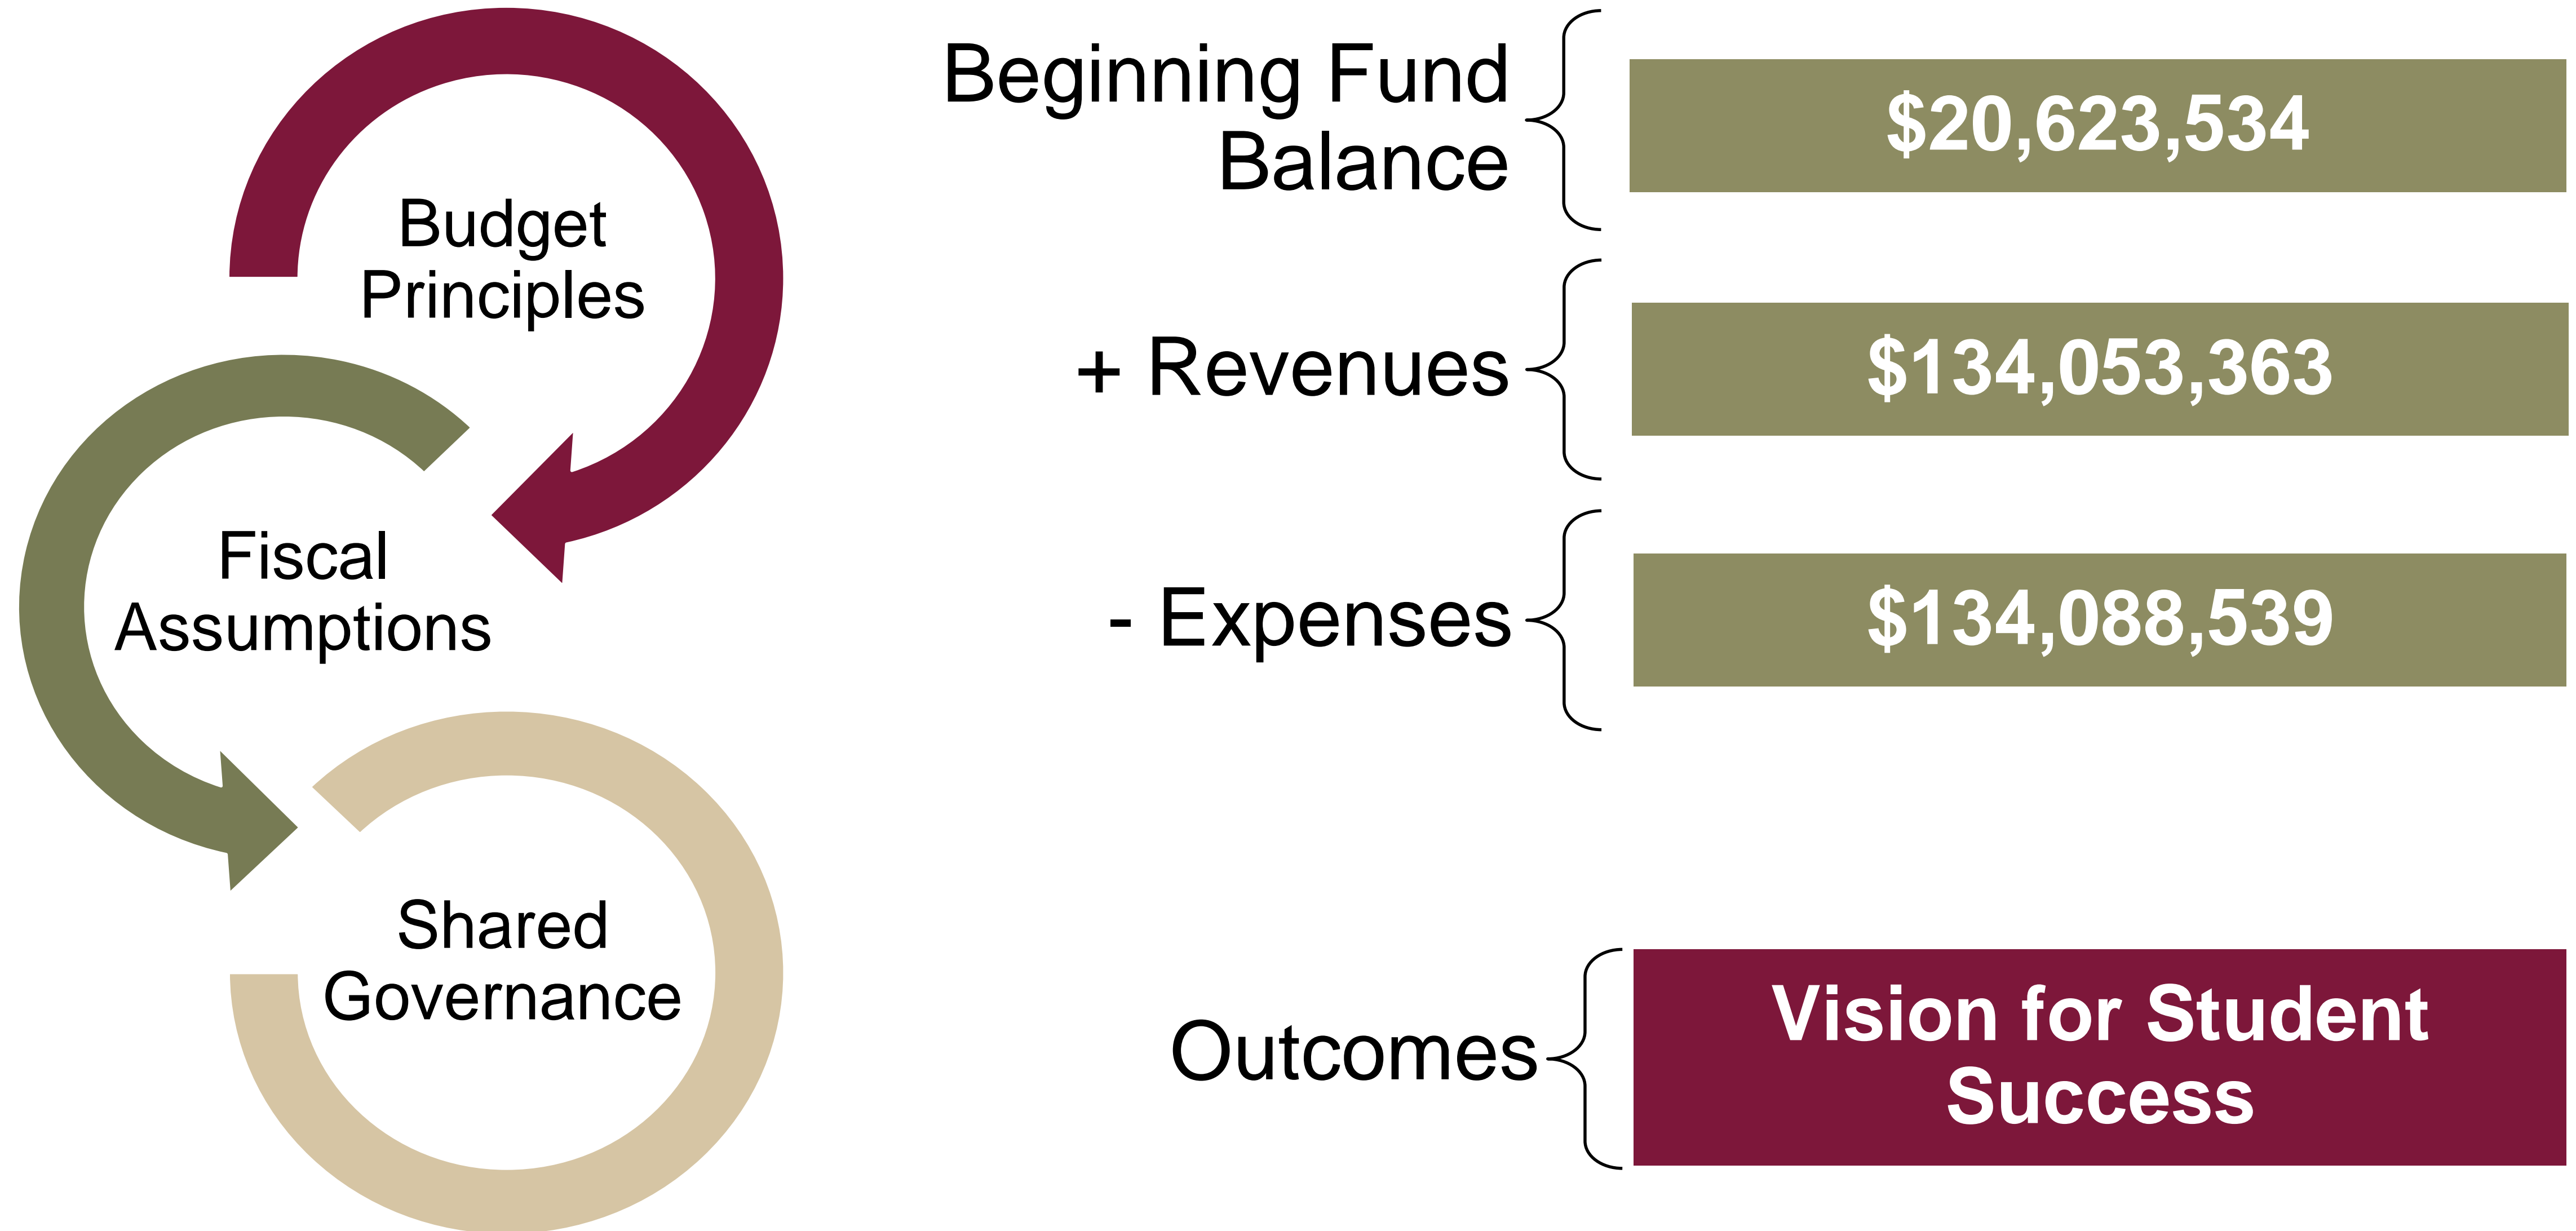 Budget
Principles
Fiscal
Assumptions
Shared
Governance
Beginning Fund
Balance
$20,623,534
+ Revenues
$134,053,363
- Expenses
$134,088,539
Outcomes
Vision for Student
Success